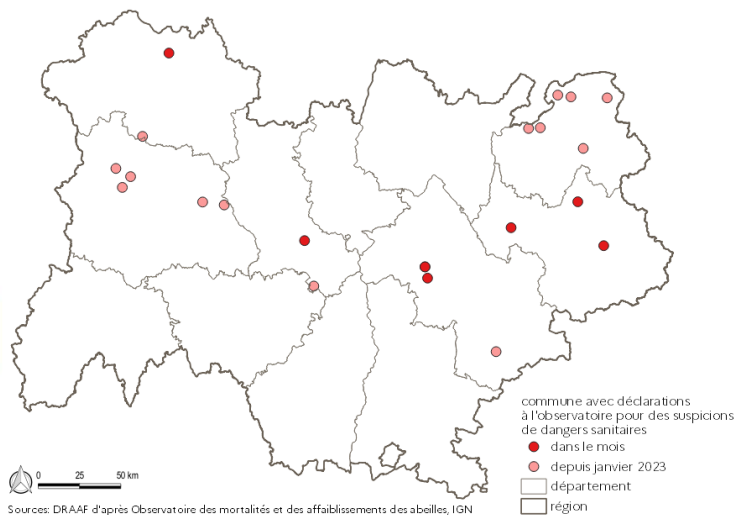 commune avec déclarations
à l'observatoire pour des suspicions
de dangers sanitaires
dans le mois
depuis janvier 2023
département
région
0 25 50 km
Sources: DRAAF d'après Observatoire des mortalités et des affaiblissements des abeilles, IGN